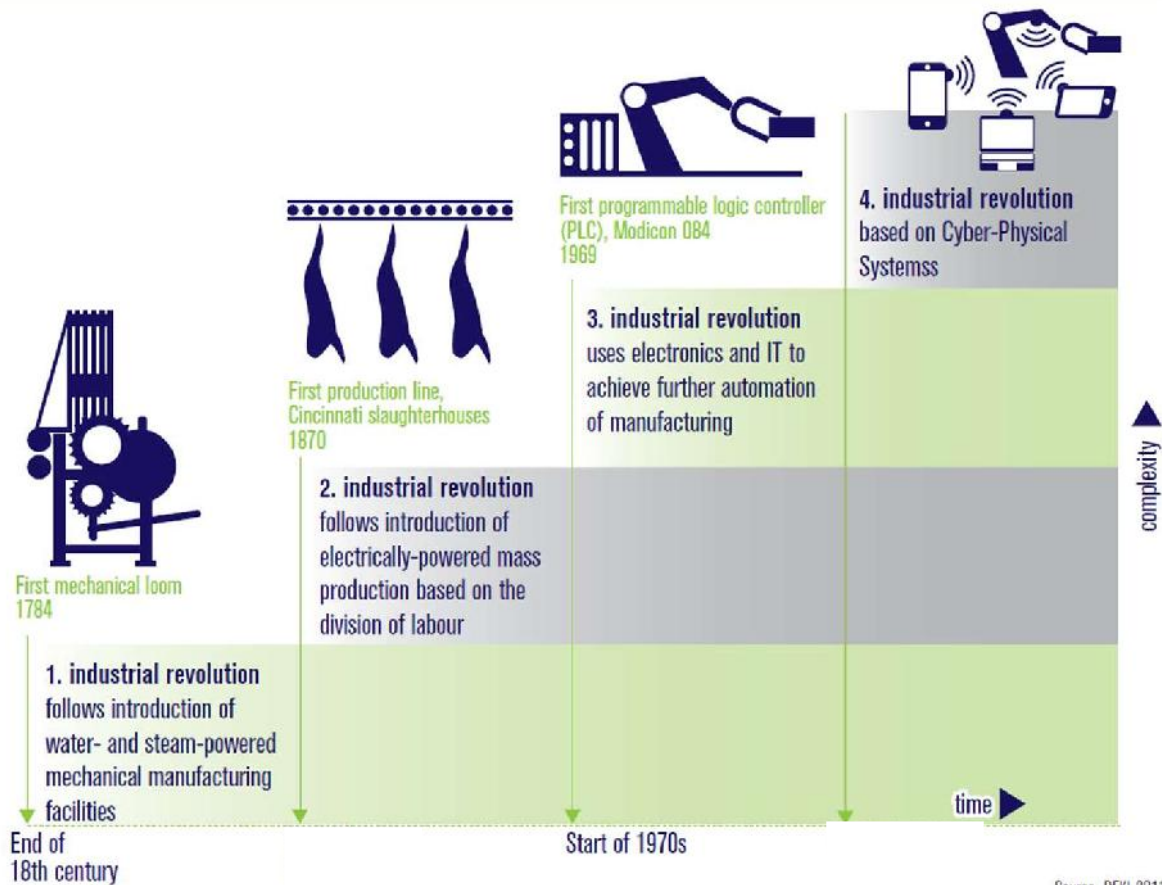 First mechanical loom
1784
First production line,
Cincinnati slaughterhouses
1870
First programmable logic controller
(PLC), Modicon 084
1969
4. industrial revolution
based on Cyber-Physical
Systemss
3. industrial revolution
uses electronics and IT to
achieve further automation
of manufacturing
2. industrial revolution
follows introduction of
electrically-powered mass
production based on the
division of labour
1. industrial revolution
follows introduction of
water- and steam-powered
mechanical manufacturing
facilities
complexity
time
End of
18th century
Start of 1970s